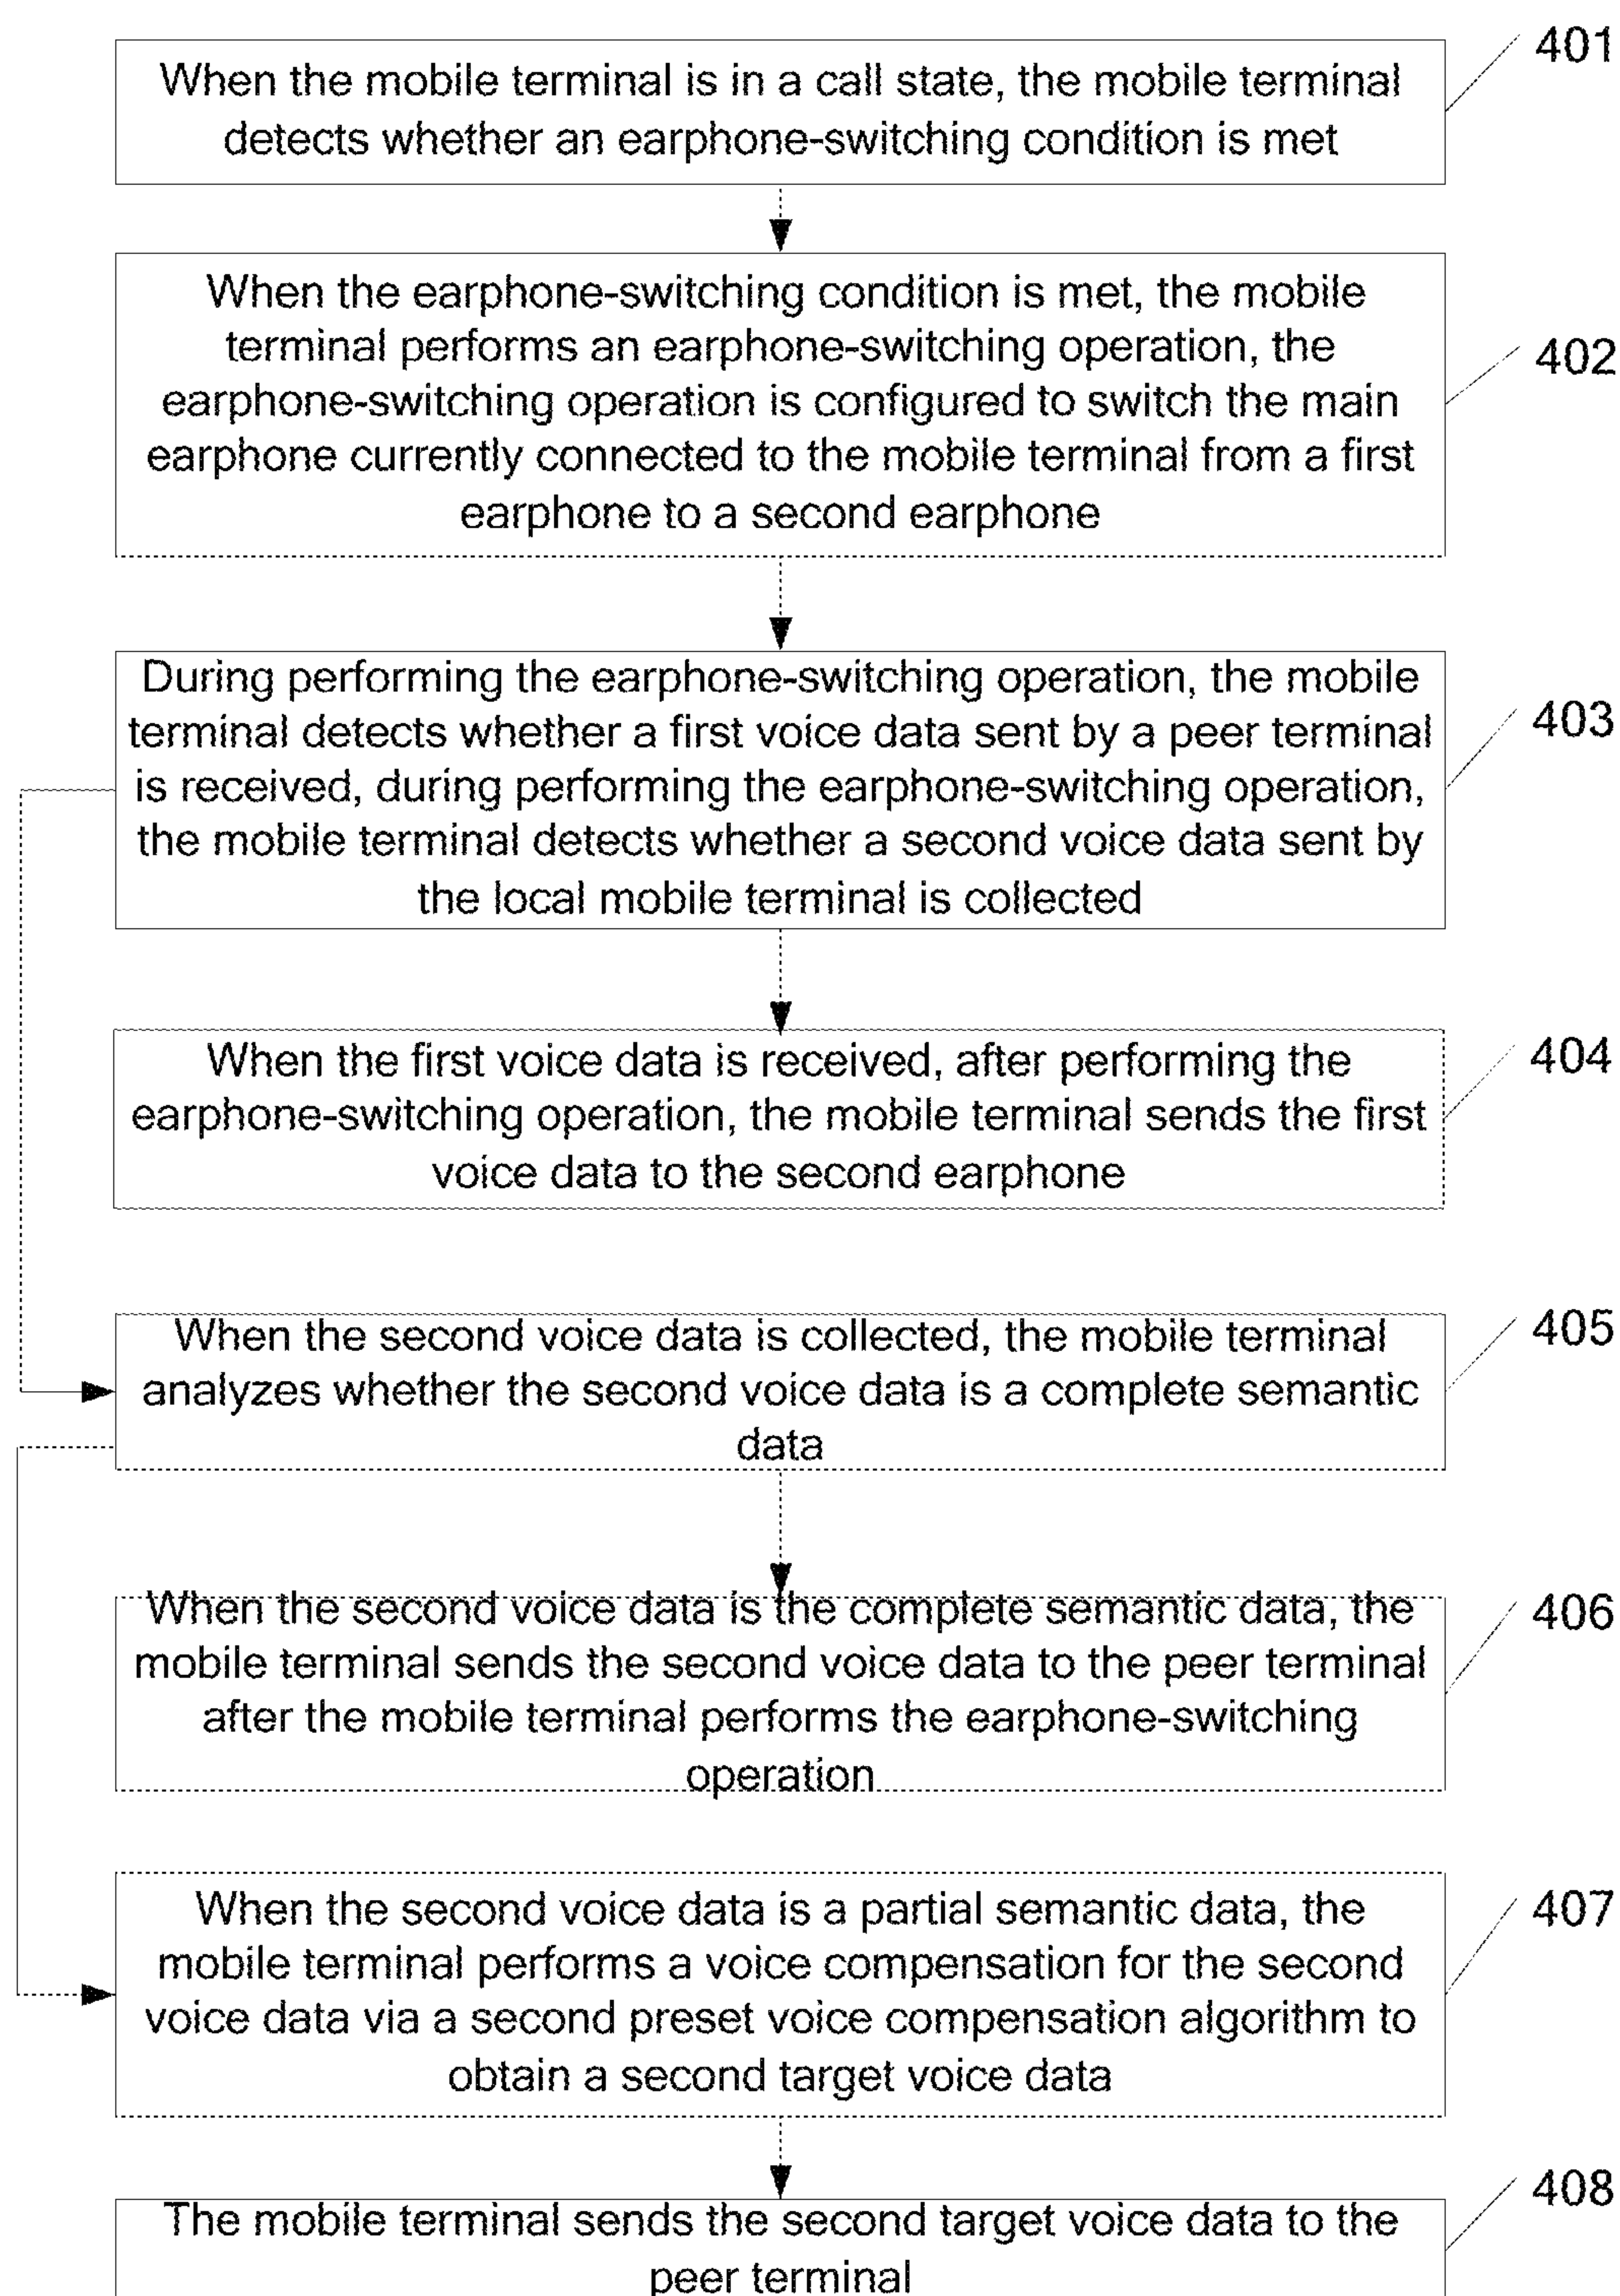 401
When the mobile terminal is in a call state, the mobile terminal
detects whether an earphone-switching condition is met
When the earphone-switching condition is met, the mobile
terminal performs an earphone-switching operation, the
earphone-switching operation is configured to switch the main
earphone currently connected to the mobile terminal from a first
earphone to a second earphone
402
During performing the earphone-switching operation, the mobile
terminal detects whether a first voice data sent by a peer terminal
is received, during performing the earphone-switching operation,
the mobile terminal detects whether a second voice data sent by
the local mobile terminal is collected
403
When the first voice data is received, after performing the
earphone-switching operation, the mobile terminal sends the first
voice data to the second earphone
404
When the second voice data is collected, the mobile terminal
analyzes whether the second voice data is a complete semantic
data
405
When the second voice data is the complete semantic data, the
mobile terminal sends the second voice data to the peer terminal
after the mobile terminal performs the earphone-switching
operation
406
When the second voice data is a partial semantic data, the
mobile terminal performs a voice compensation for the second
voice data via a second preset voice compensation algorithm to
obtain a second target voice data
407
The mobile terminal sends the second target voice data to the
peer terminal
408